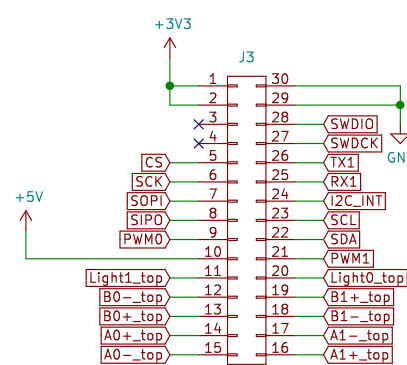 +3V3
J3
1 30
2 29
3 28 SWDIO
4 27 SWDCK
CS 5 26 TX1
SCK 6 25 RX1
SOPI 7 24 I2C_INT
SIPO 8 23 SCL
+5V
PWM0 9 22 SDA
10 21 PWM1
Light1_top 11 20 Light0_top
B0-_top 12 19 B1+_top
B0+_top 13 18 B1-_top
A0+_top 14 17 A1-_top
A0-_top 15 16 A1+_top
GN